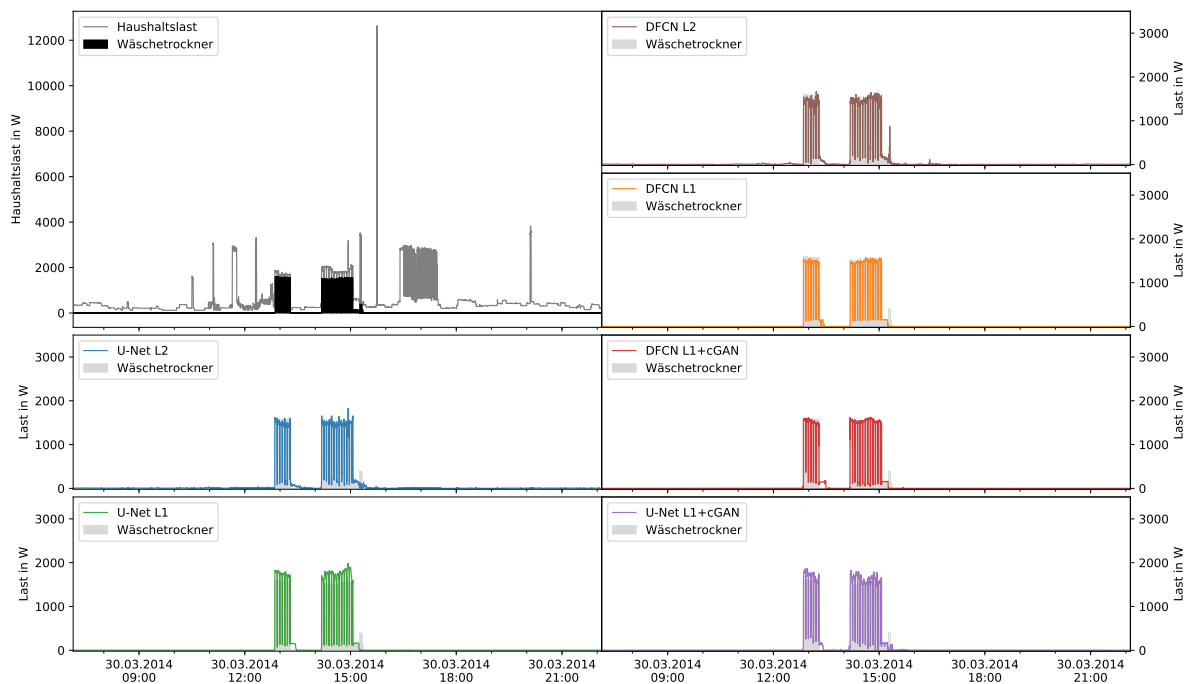 Haushaltslast
Wäschetrockner
12000
10000
8000
6000
4000
2000
0
Haushaltslast in W
DFCN L2
Wäschetrockner
3000
2000
1000
0
Last in W
DFCN L1
Wäschetrockner
3000
2000
1000
0
Last in W
U-Net L2
Wäschetrockner
3000
2000
1000
0
Last in W
DFCN L1+cGAN
Wäschetrockner
3000
2000
1000
0
Last in W
U-Net L1
Wäschetrockner
3000
2000
1000
0
Last in W
30.03.2014
09:00
30.03.2014
12:00
30.03.2014
15:00
30.03.2014
18:00
30.03.2014
21:00
U-Net L1+cGAN
Wäschetrockner
3000
2000
1000
0
Last in W
30.03.2014
09:00
30.03.2014
12:00
30.03.2014
15:00
30.03.2014
18:00
30.03.2014
21:00